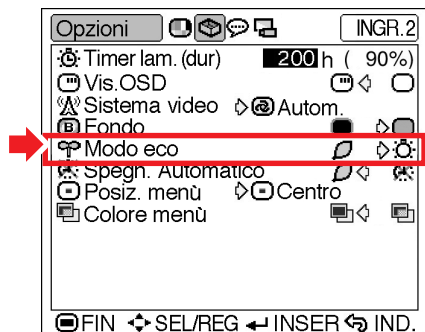 Opzioni INGR.2
Timer lam. (dur) 200 h ( 90%)
Vis.OSD
Sistema video Autom.
B Fondo
Modo eco
Spegn. Automatico
Posiz. menù Centro
Colore menù
FIN SEL/REG INSER IND.